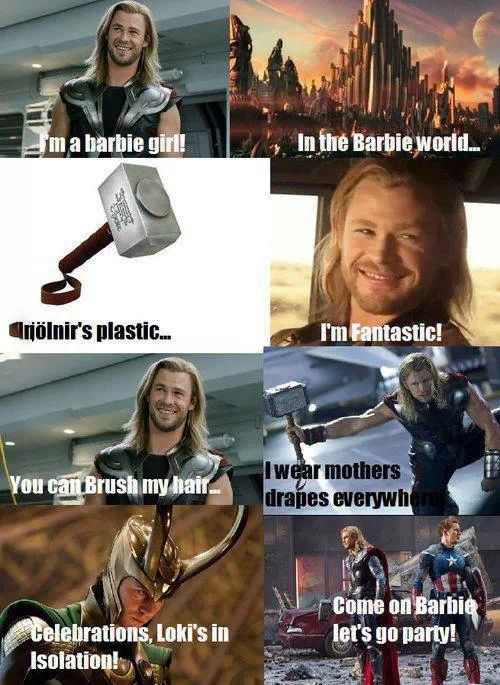 I'm a barbie girl!
In the Barbie world...
Mjölnir's plastic...
I'm Fantastic!
You can Brush my hair...
I wear mothers
drapes everywhere
Celebrations, Loki's in
Isolation!
Come on Barbie
let's go party!